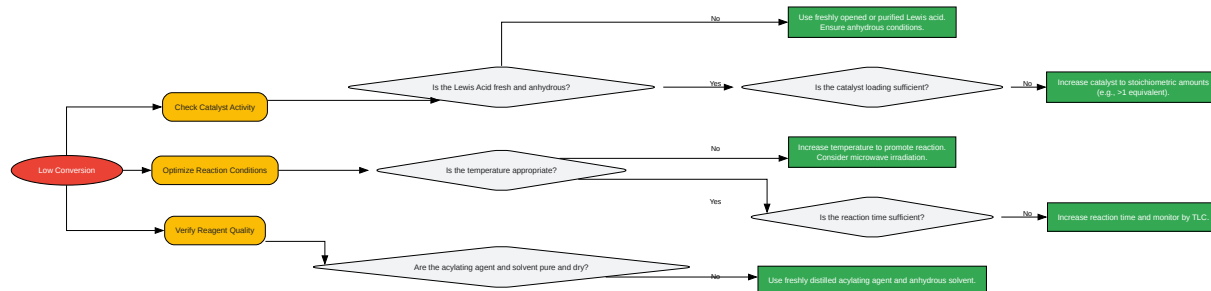 No
Use freshly opened or purified Lewis acid.
Ensure anhydrous conditions.
Is the Lewis Acid fresh and anhydrous?
Yes
Is the catalyst loading sufficient?
No
Increase catalyst to stoichiometric amounts
(e.g., >1 equivalent).
Check Catalyst Activity
Low Conversion
Optimize Reaction Conditions
Is the temperature appropriate?
No
Increase temperature to promote reaction.
Consider microwave irradiation.
Yes
Is the reaction time sufficient?
No
Increase reaction time and monitor by TLC.
Verify Reagent Quality
Are the acylating agent and solvent pure and dry?
No
Use freshly distilled acylating agent and anhydrous solvent.